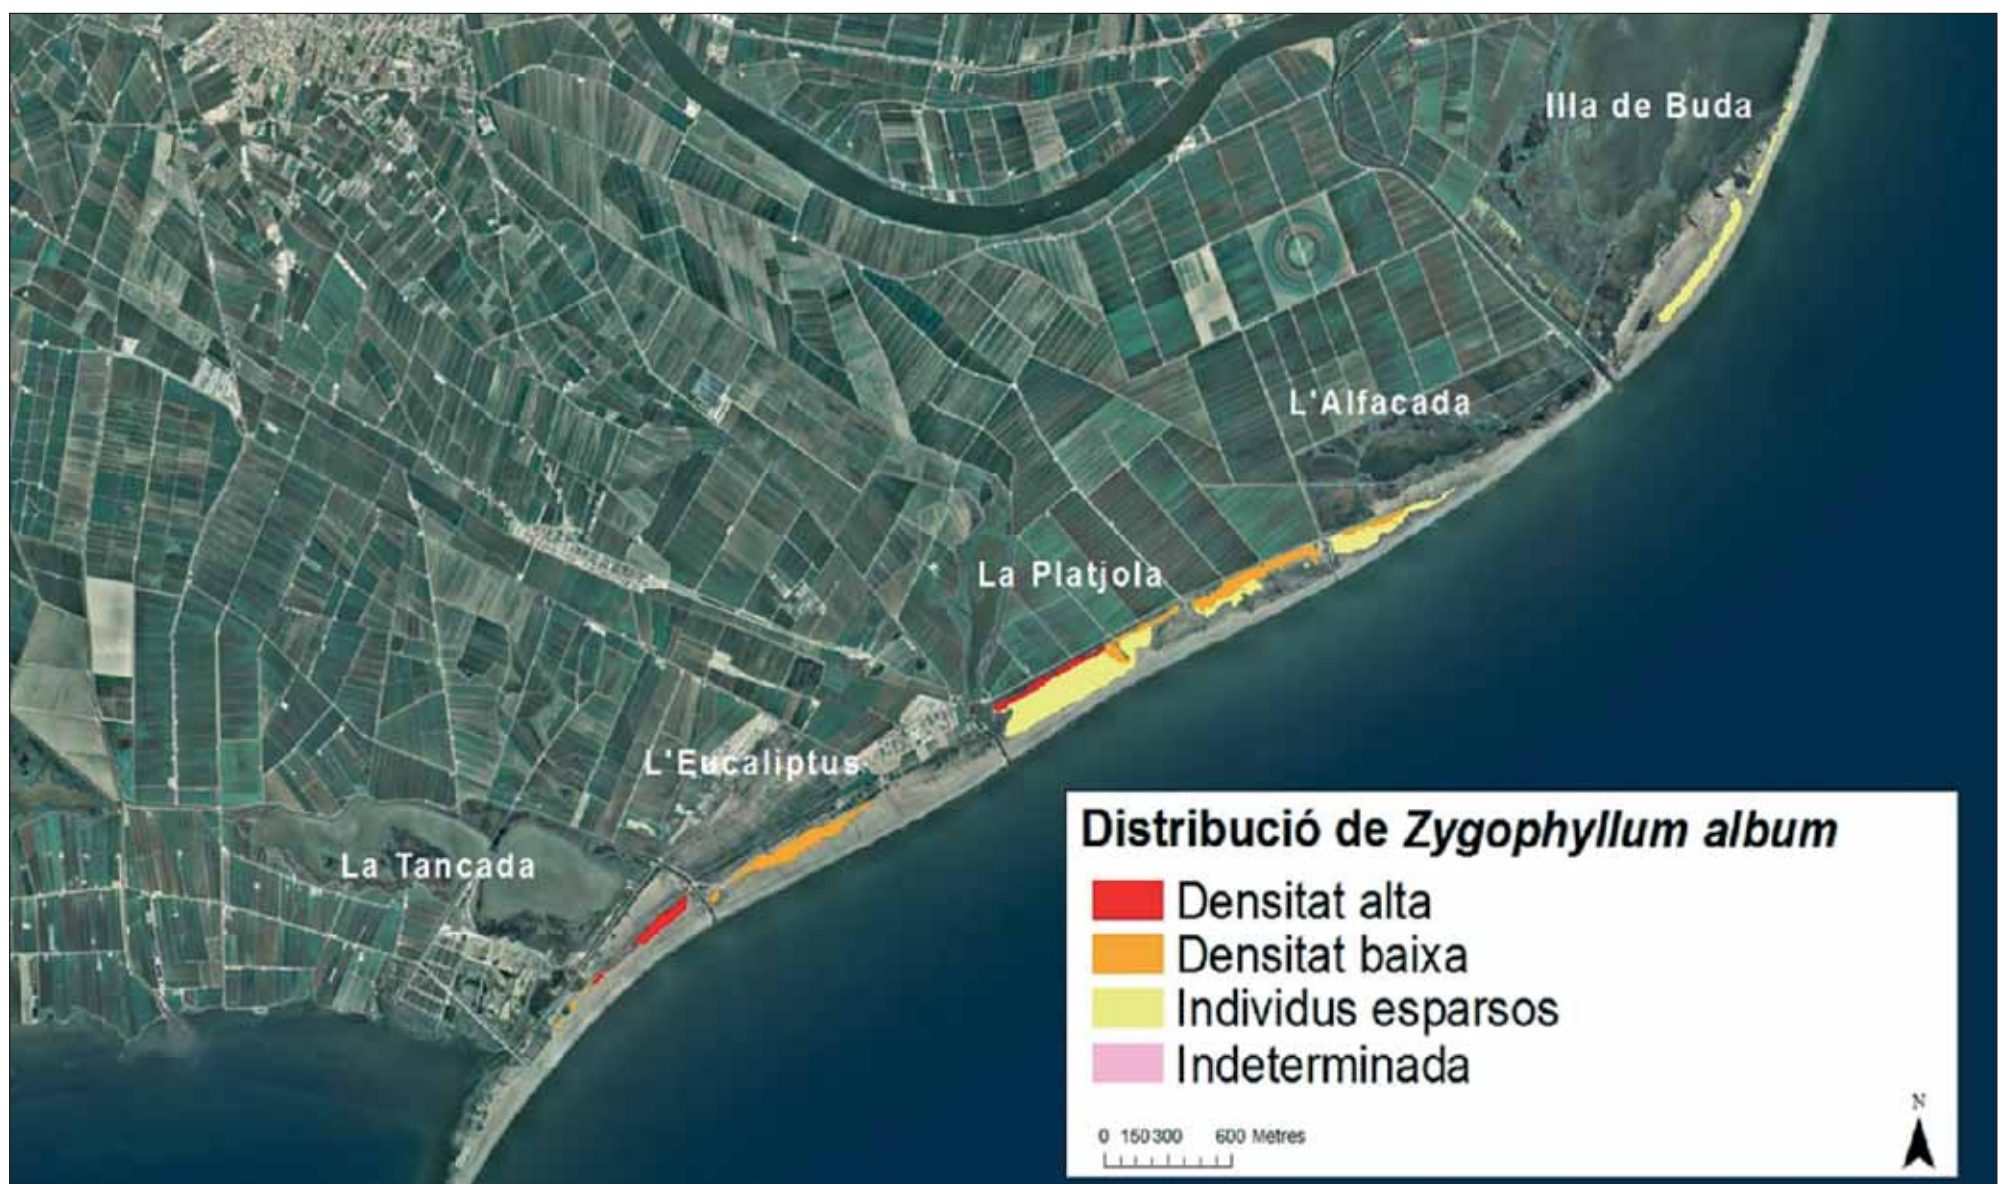 Illa de Buda
L'Alfacada
La Platjola
L'Eucaliptus
La Tancada
Distribució de Zygophyllum album
Densitat alta
Densitat baixa
Individus esparsos
Indeterminada
N
0 150 300 600 Metres